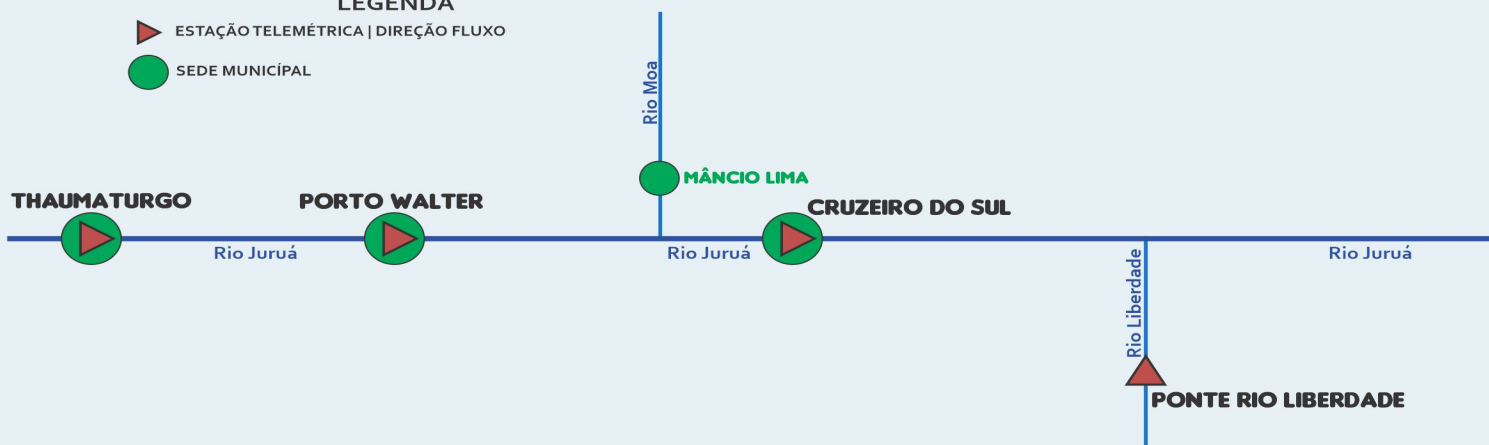 LEGENDA
ESTAÇÃO TELEMÉTRICA | DIREÇÃO FLUXO
SEDE MUNICÍPAL
Rio Moa
MÂNCIO LIMA
THAUMATURGO
PORTO WALTER
CRUZEIRO DO SUL
Rio Juruá
Rio Juruá
Rio Juruá
Rio Liberdade
PONTE RIO LIBERDADE